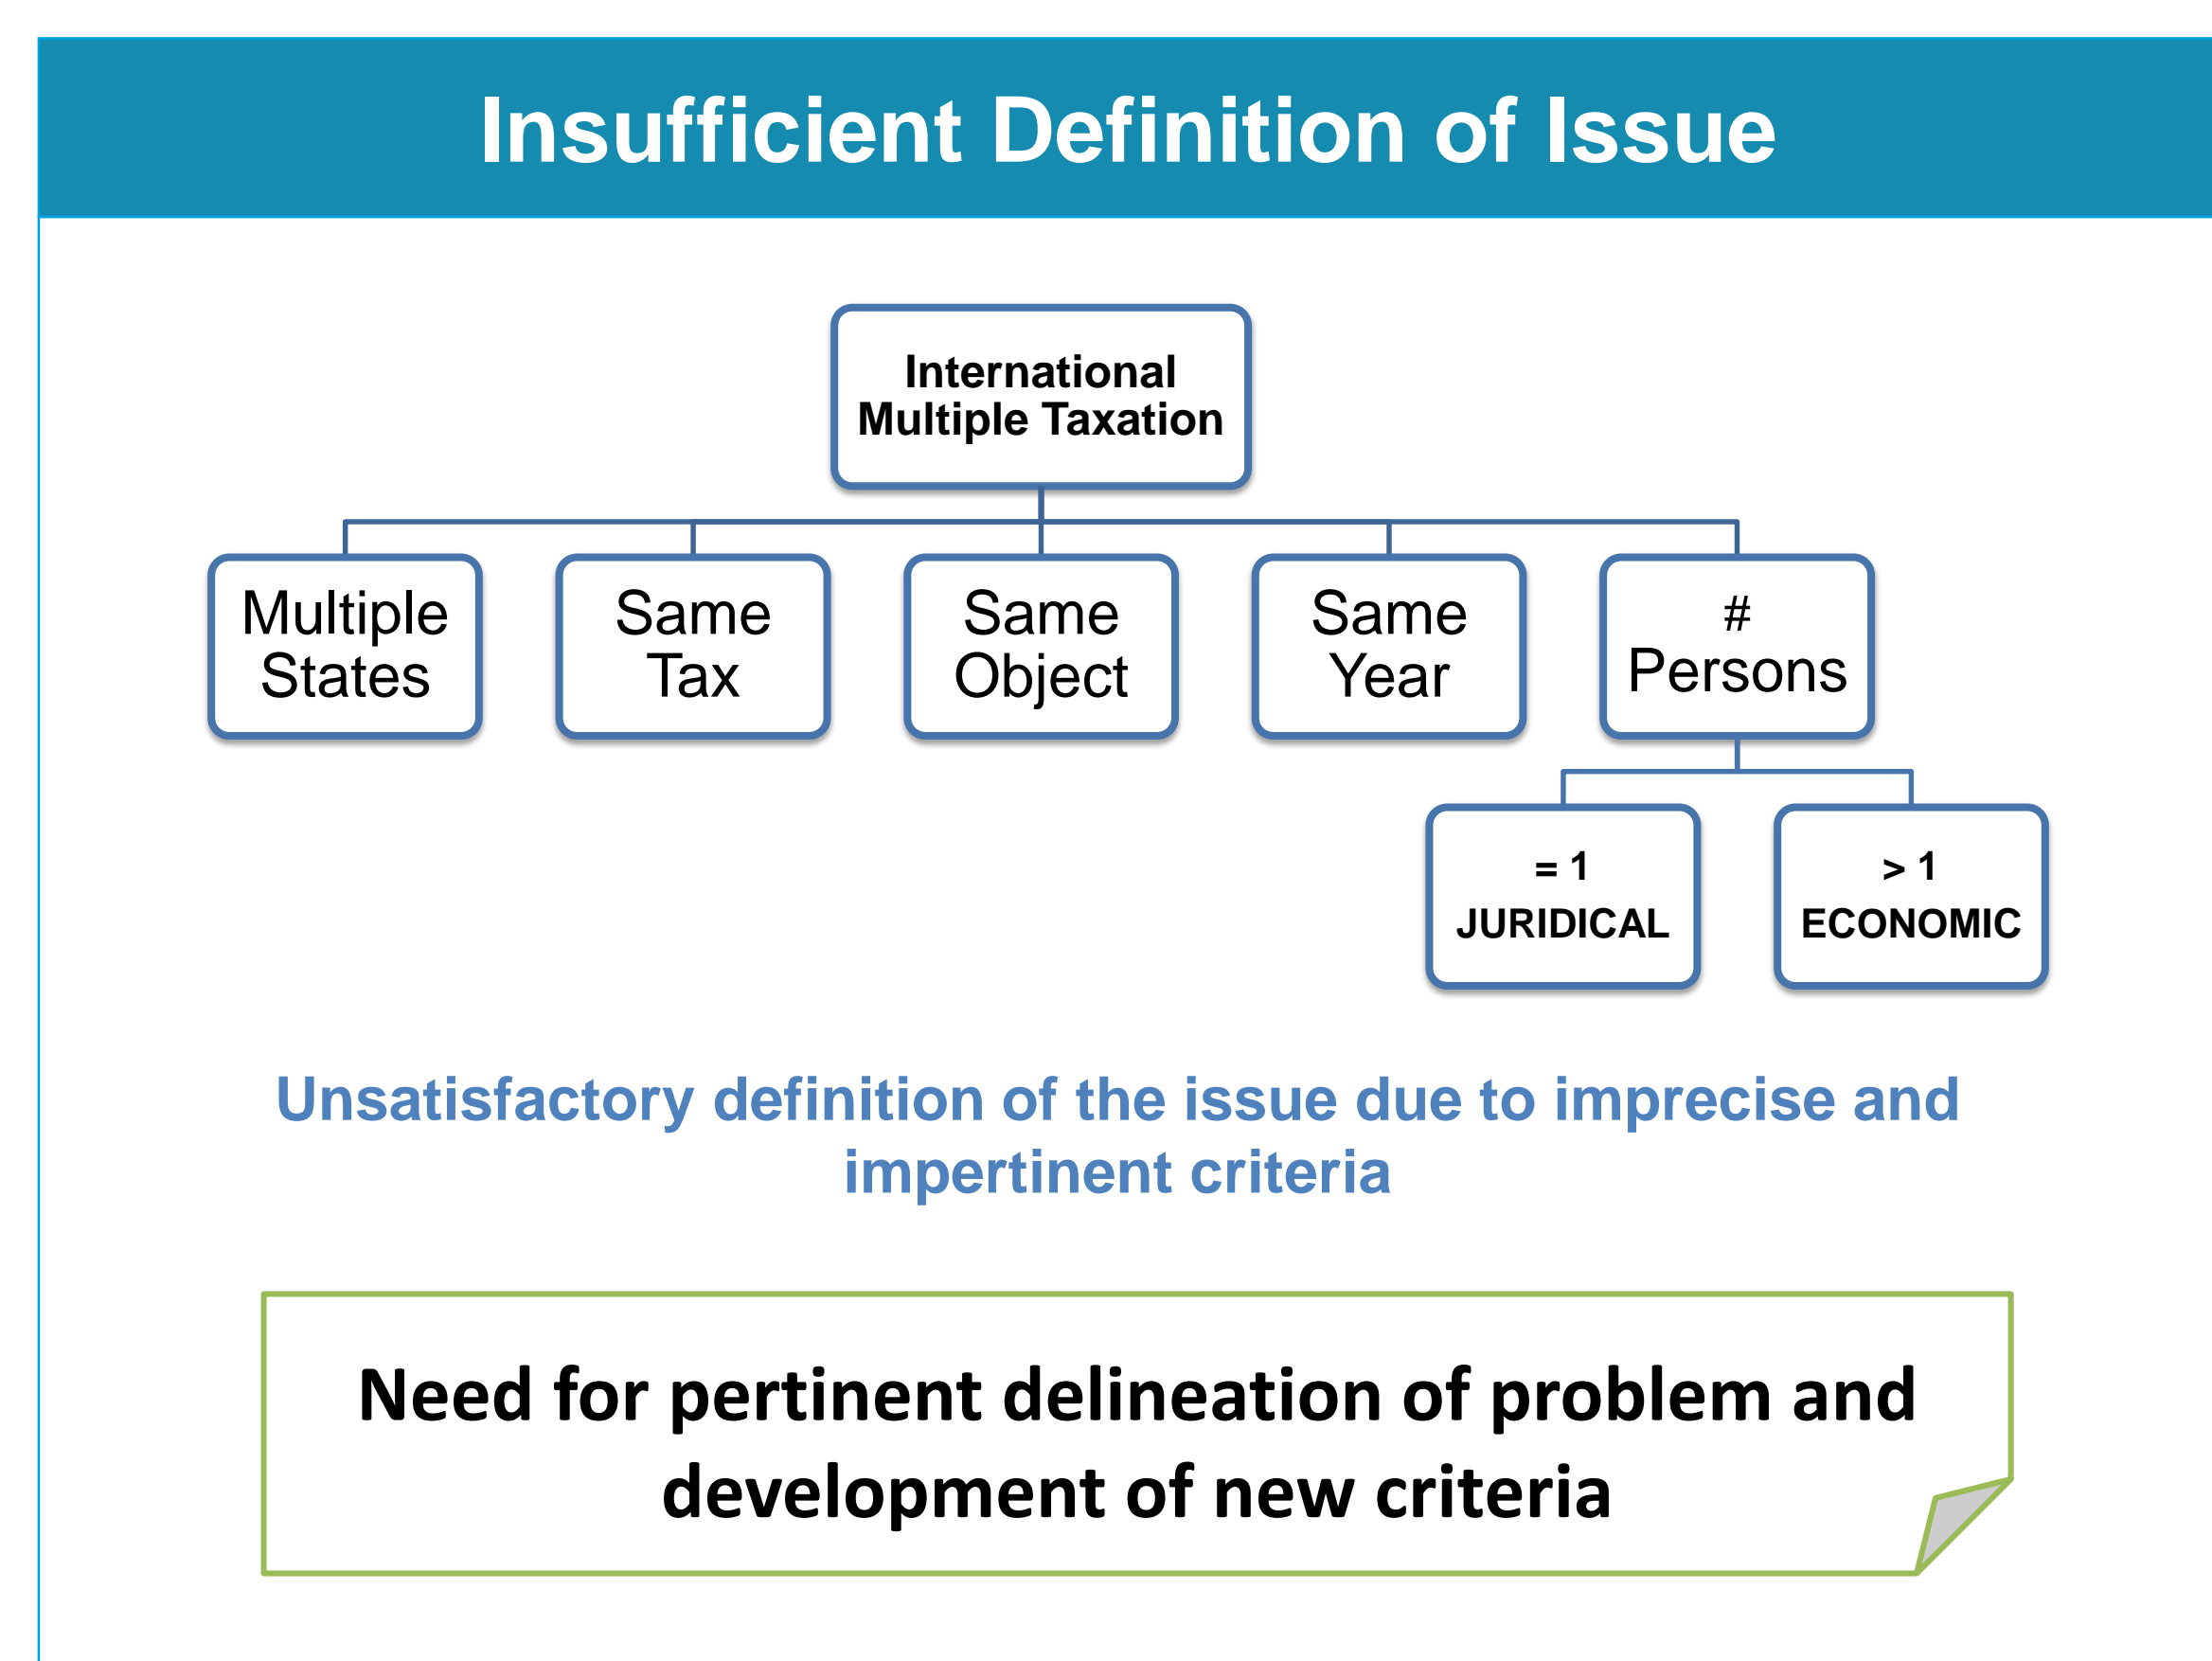 Insufficient Definition of Issue
International
Multiple Taxation
Multiple
States
Same
Tax
Same
Object
Same
Year
#
Persons
= 1
JURIDICAL
> 1
ECONOMIC
Unsatisfactory definition of the issue due to imprecise and
impertinent criteria
Need for pertinent delineation of problem and
development of new criteria